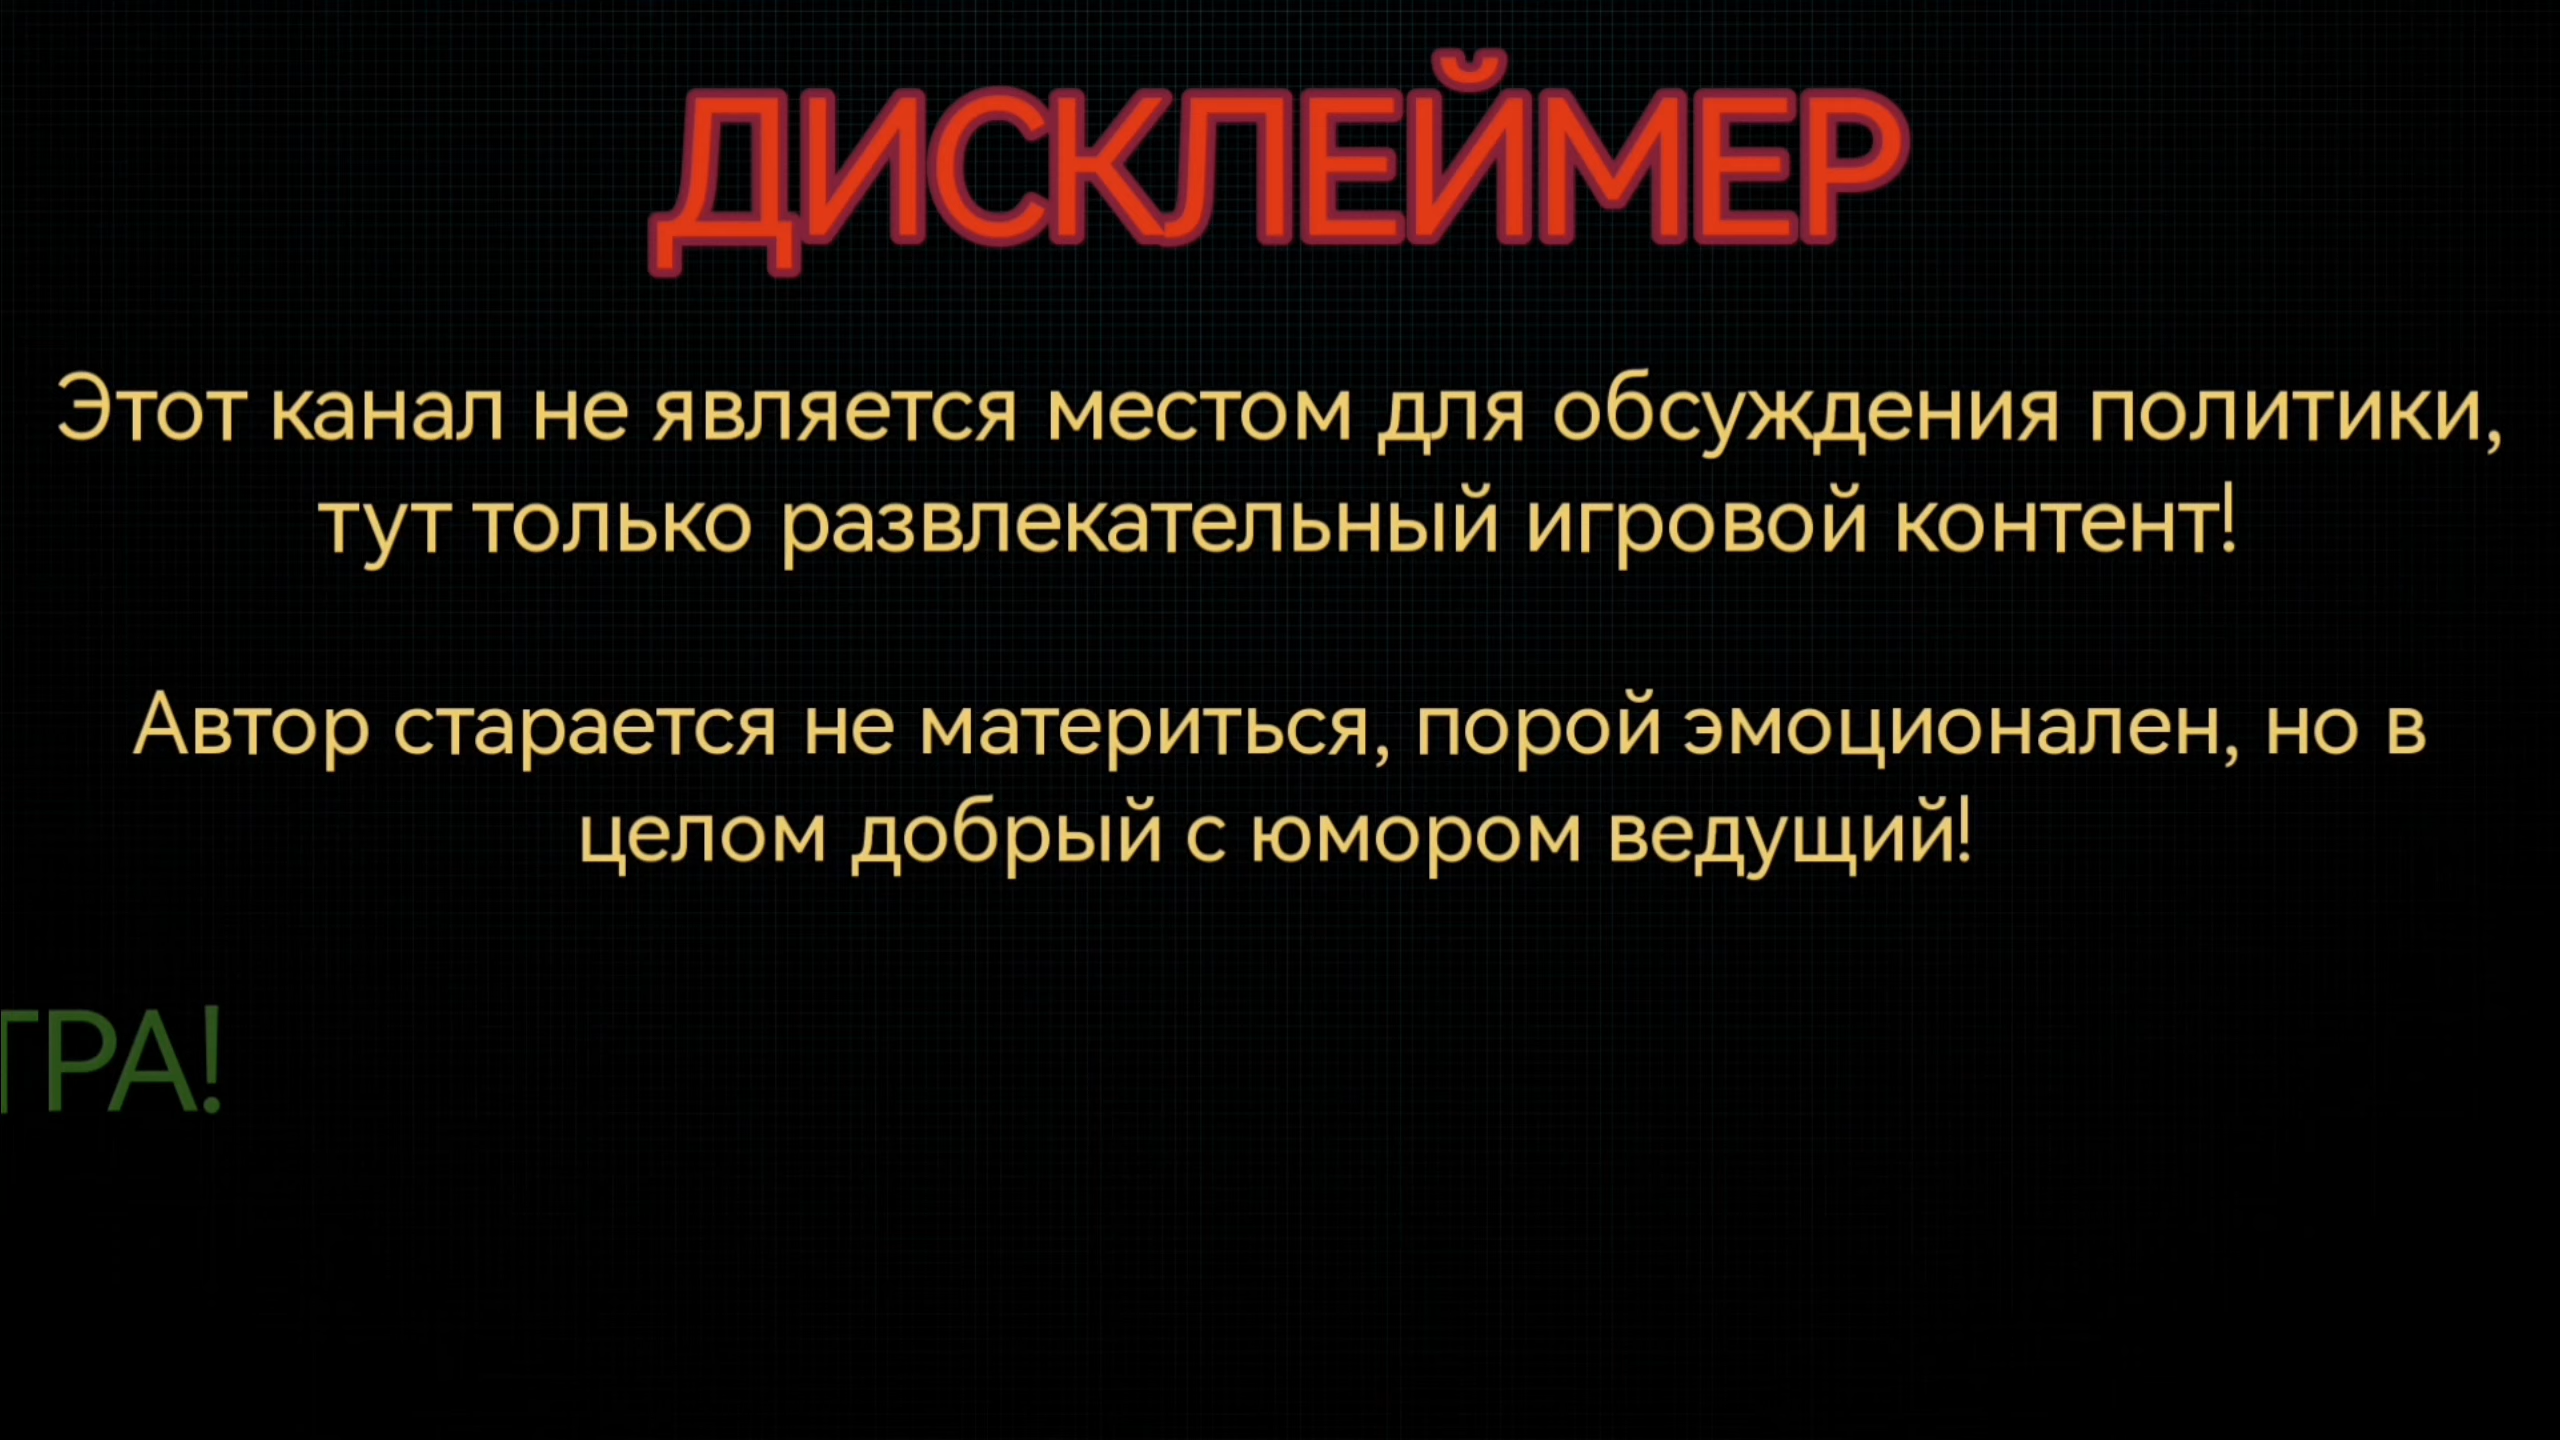 ДИСКЛЕЙМЕР
Этот канал не является местом для обсуждения политики,
тут только развлекательный игровой контент!
Автор старается не материться, порой эмоционален, но в
целом добрый с юмором ведущий!
ТРА!